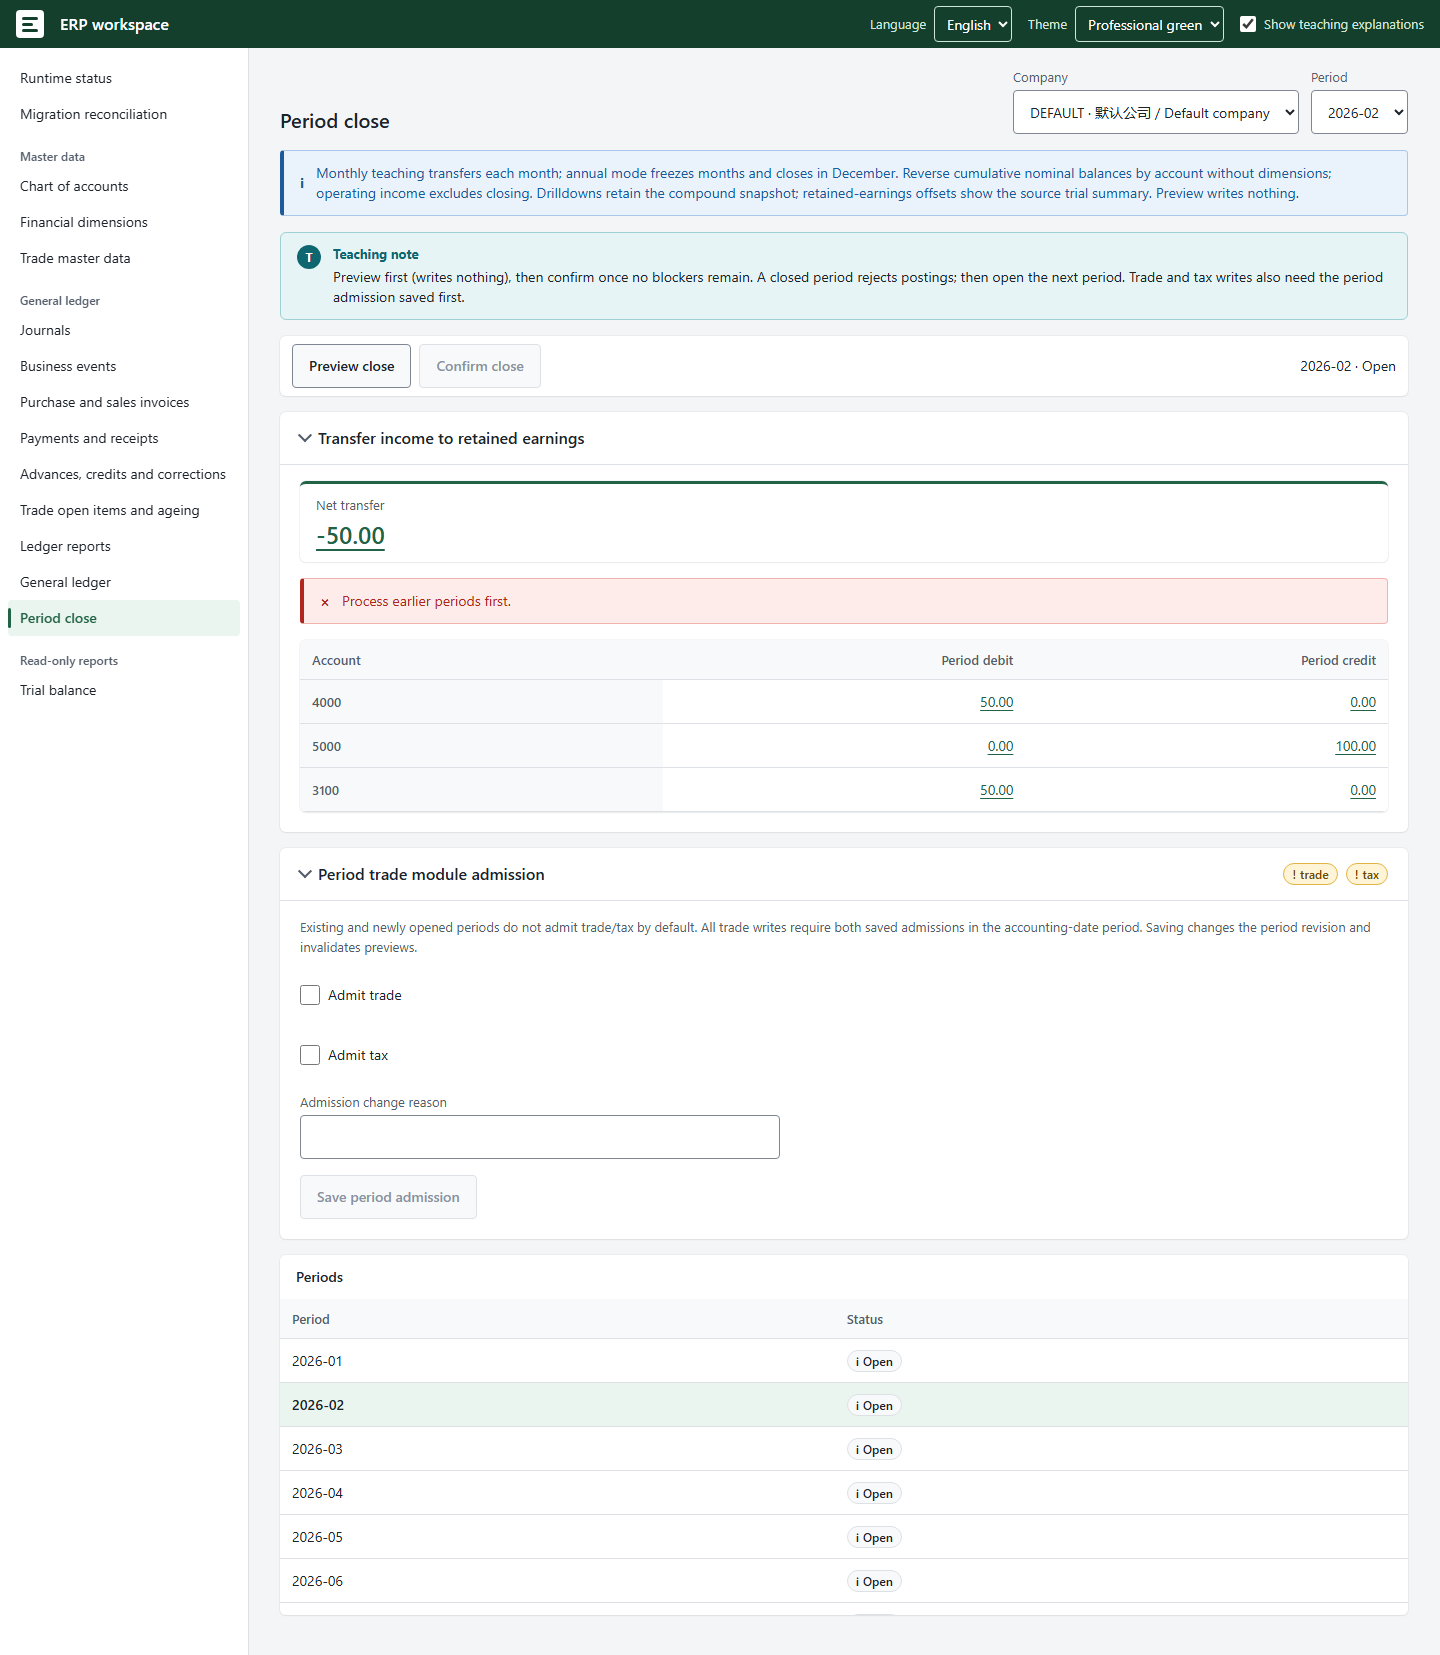 ERP workspace
Language
English
Theme
Professional green
Show teaching explanations
Runtime status
Migration reconciliation
Master data
Chart of accounts
Financial dimensions
Trade master data
General ledger
Journals
Business events
Purchase and sales invoices
Payments and receipts
Advances, credits and corrections
Trade open items and ageing
Ledger reports
General ledger
Period close
Read-only reports
Trial balance
Period close
Company
DEFAULT · 默认公司 / Default company
Period
2026-02
i
Monthly teaching transfers each month; annual mode freezes months and closes in December. Reverse cumulative nominal balances by account without dimensions;
operating income excludes closing. Drilldowns retain the compound snapshot; retained-earnings offsets show the source trial summary. Preview writes nothing.
T
Teaching note
Preview first (writes nothing), then confirm once no blockers remain. A closed period rejects postings; then open the next period. Trade and tax writes also need the period
admission saved first.
Preview close
Confirm close
2026-02 · Open
Transfer income to retained earnings
Net transfer
-50.00
× Process earlier periods first.
Account Period debit Period credit
4000 50.00 0.00
5000 0.00 100.00
3100 50.00 0.00
Period trade module admission
! trade
! tax
Existing and newly opened periods do not admit trade/tax by default. All trade writes require both saved admissions in the accounting-date period. Saving changes the period revision and
invalidates previews.
Admit trade
Admit tax
Admission change reason
Save period admission
Periods
Period Status
2026-01 i Open
2026-02 i Open
2026-03 i Open
2026-04 i Open
2026-05 i Open
2026-06 i Open